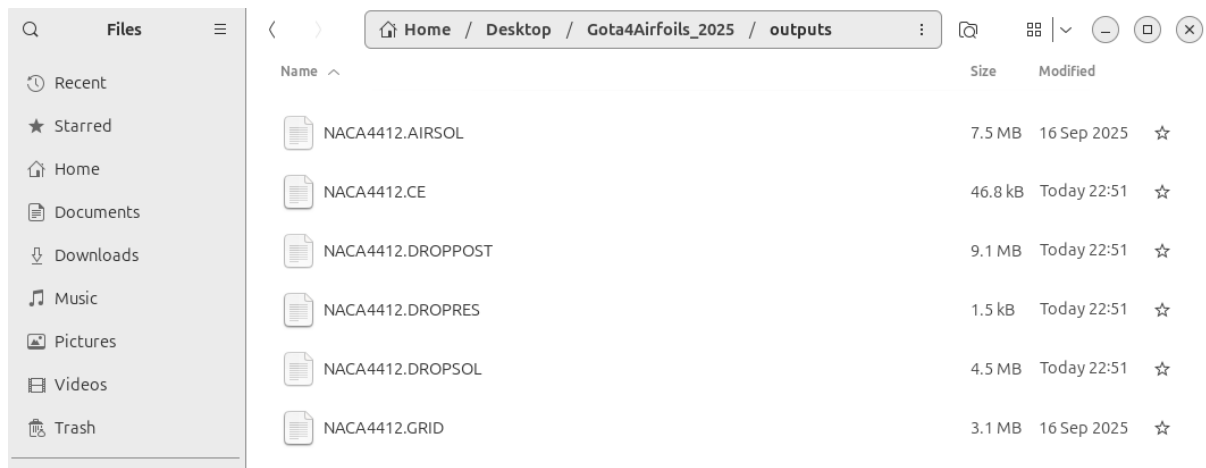 Files
Home / Desktop / Gota4Airfoils_2025 / outputs
Recent
Starred
Home
Documents
Downloads
Music
Pictures
Videos
Trash
Name Size Modified
NACA4412.AIRSOL 7.5 MB 16 Sep 2025
NACA4412.CE 46.8 kB Today 22:51
NACA4412.DROPPOST 9.1 MB Today 22:51
NACA4412.DROPRES 1.5 kB Today 22:51
NACA4412.DROPSOL 4.5 MB Today 22:51
NACA4412.GRID 3.1 MB 16 Sep 2025